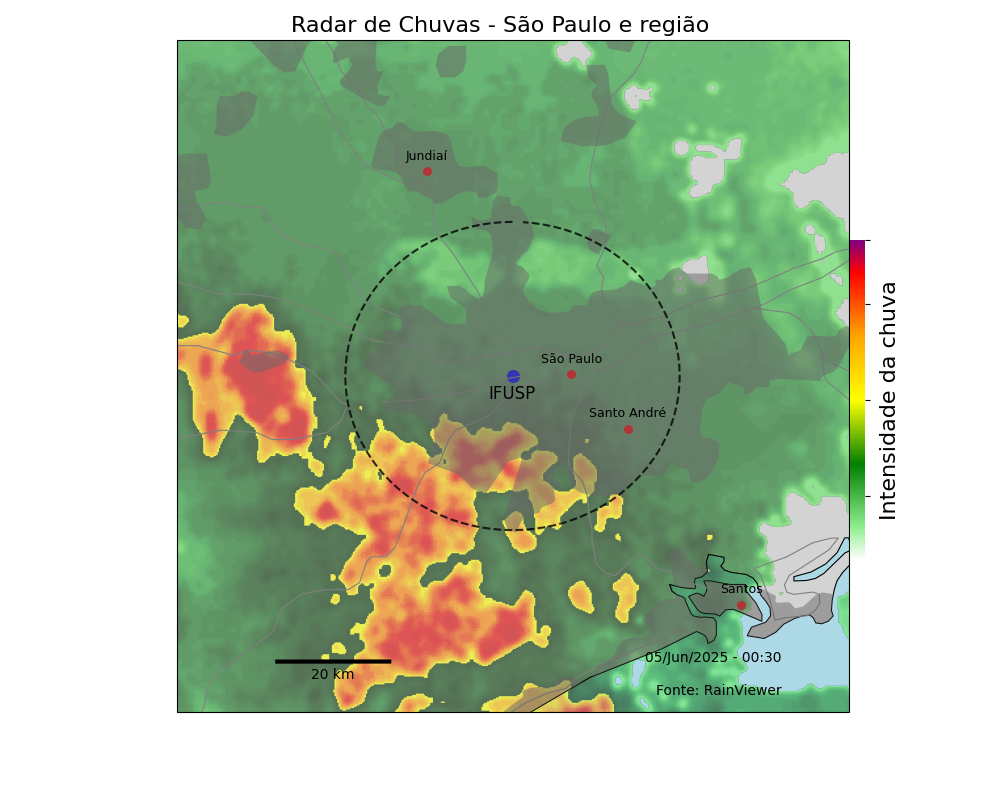 Radar de Chuvas - São Paulo e região
Jundiaí
São Paulo
IFUSP
Santo André
Intensidade da chuva
Santos
05/Jun/2025 - 00:30
20 km
Fonte: RainViewer